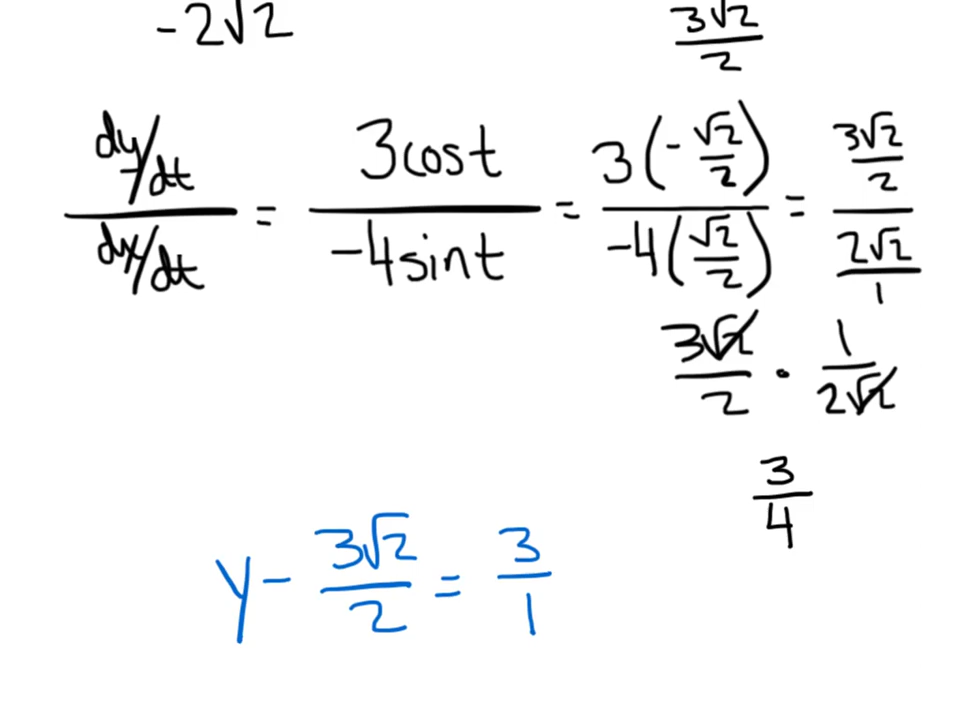 -2√2    3√2/2
(dy/dt)/(dx/dt) = (3cost)/(-4sint) = (3(-√2/2))/(-4(√2/2)) = (3√2/2)/(2√2/1)
3√2/2 · 1/2√2
3/4
y - 3√2/2 = 3/1